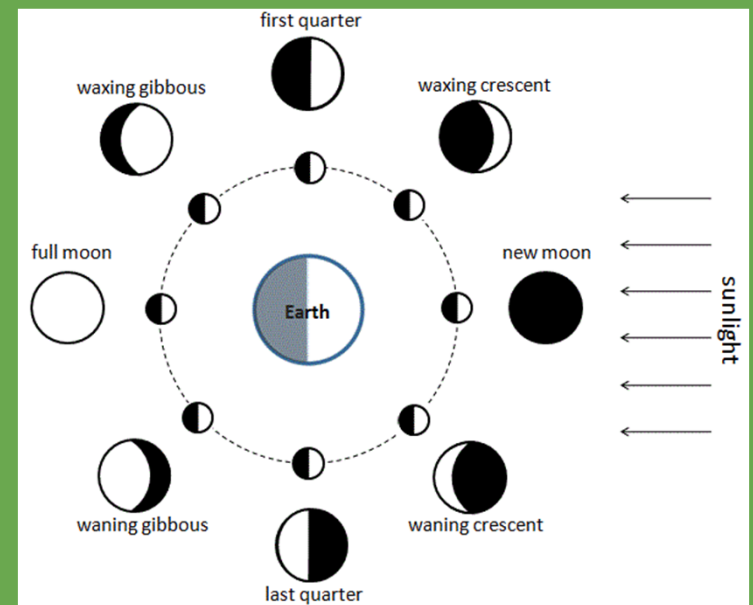 first quarter
waxing gibbous
waxing crescent
full moon
new moon
Earth
sunlight
waning gibbous
waning crescent
last quarter